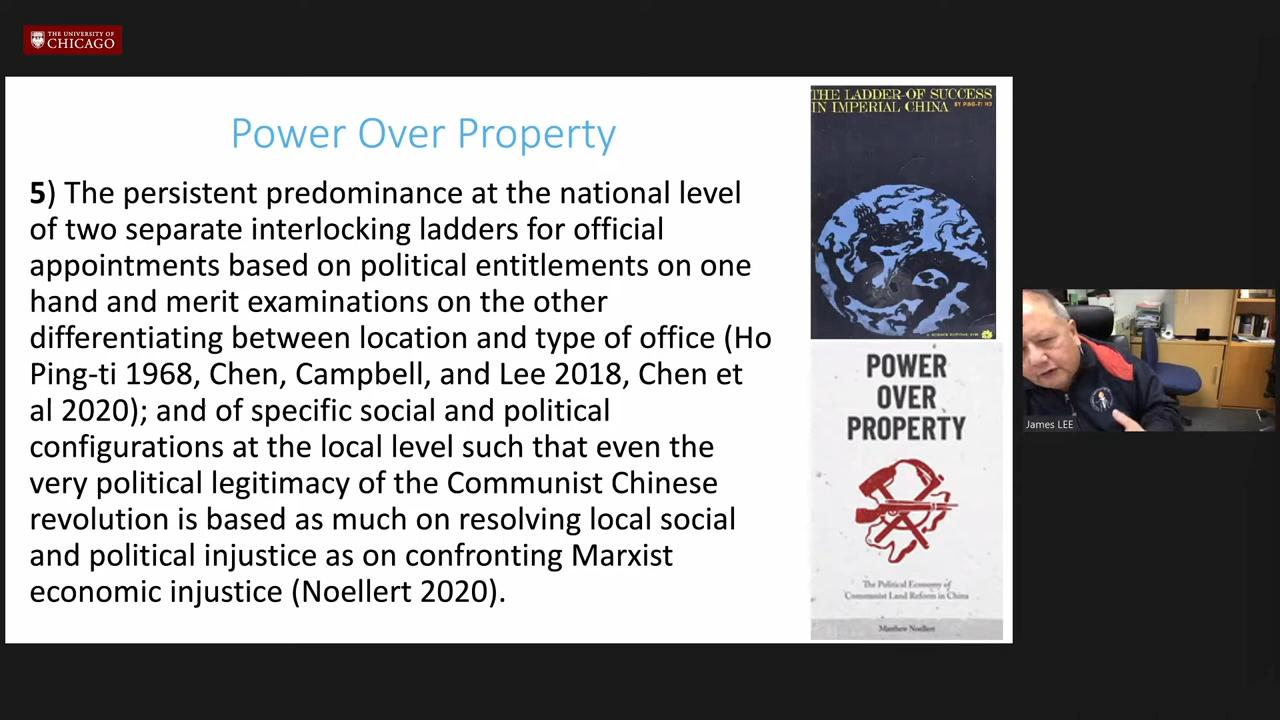 THE UNIVERSITY OF
CHICAGO
Power Over Property
5) The persistent predominance at the national level
of two separate interlocking ladders for official
appointments based on political entitlements on one
hand and merit examinations on the other
differentiating between location and type of office (Ho
Ping-ti 1968, Chen, Campbell, and Lee 2018, Chen et
al 2020); and of specific social and political
configurations at the local level such that even the
very political legitimacy of the Communist Chinese
revolution is based as much on resolving local social
and political injustice as on confronting Marxist
economic injustice (Noellert 2020).
THE LADDER OF SUCCESS
IN IMPERIAL CHINA BY PING-TI HO
A SCIENCE EDITIONS
POWER
OVER
PROPERTY
The Political Economy of
Communist Land Reform in China
Matthew Noellert
James LEE